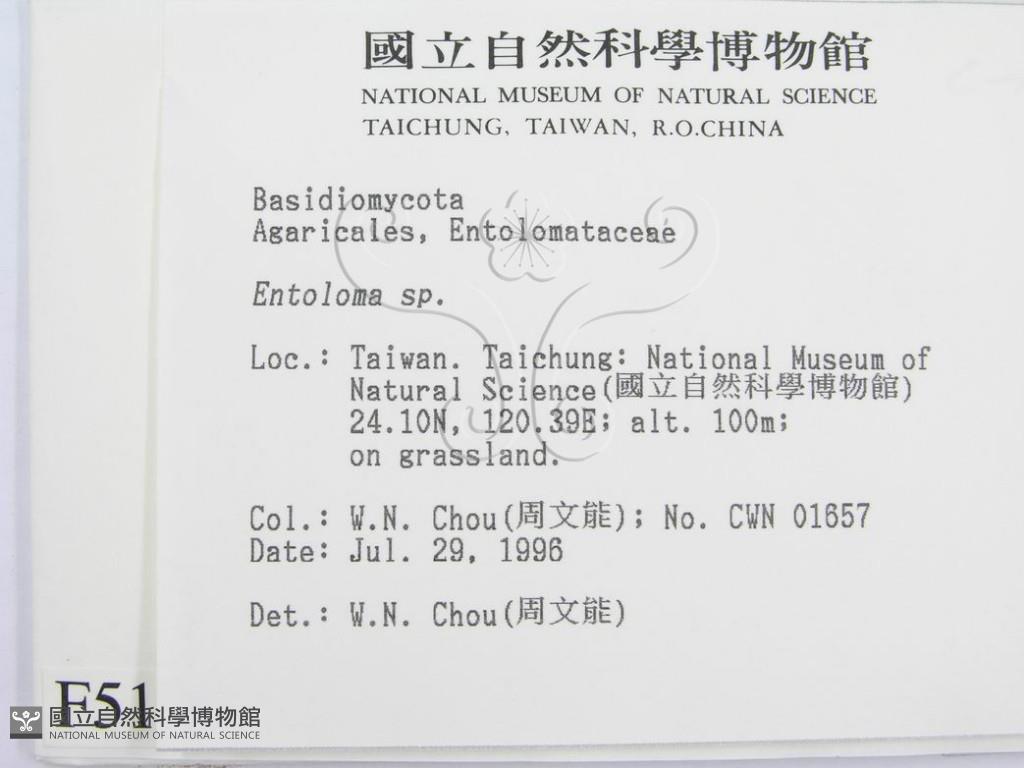 國立自然科學博物館
NATIONAL MUSEUM OF NATURAL SCIENCE
TAICHUNG, TAIWAN, R.O.CHINA
Basidiomycota
Agaricales, Entolomataceae
Entoloma sp.
Loc.: Taiwan. Taichung: National Museum of
Natural Science(國立自然科學博物館)
24.10N, 120.39E; alt. 100m;
on grassland.
Col.: W.N. Chou(周文能); No. CWN 01657
Date: Jul. 29, 1996
Det.: W.N. Chou(周文能)
F51
國立自然科學博物館
NATIONAL MUSEUM OF NATURAL SCIENCE